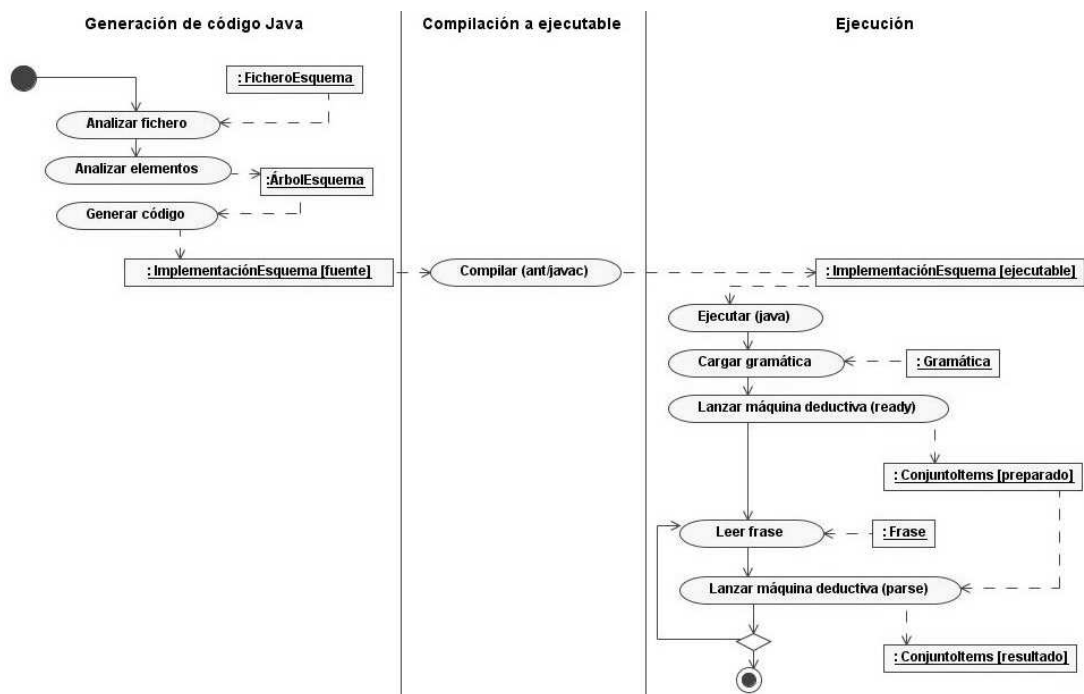 Generación de código Java
Compilación a ejecutable
Ejecución
: FicheroEsquema
Analizar fichero
Analizar elementos
:ÁrbolEsquema
Generar código
: ImplementaciónEsquema [fuente]
Compilar (ant/javac)
: ImplementaciónEsquema [ejecutable]
Ejecutar (java)
Cargar gramática
: Gramática
Lanzar máquina deductiva (ready)
: ConjuntoItems [preparado]
Leer frase
: Frase
Lanzar máquina deductiva (parse)
: ConjuntoItems [resultado]